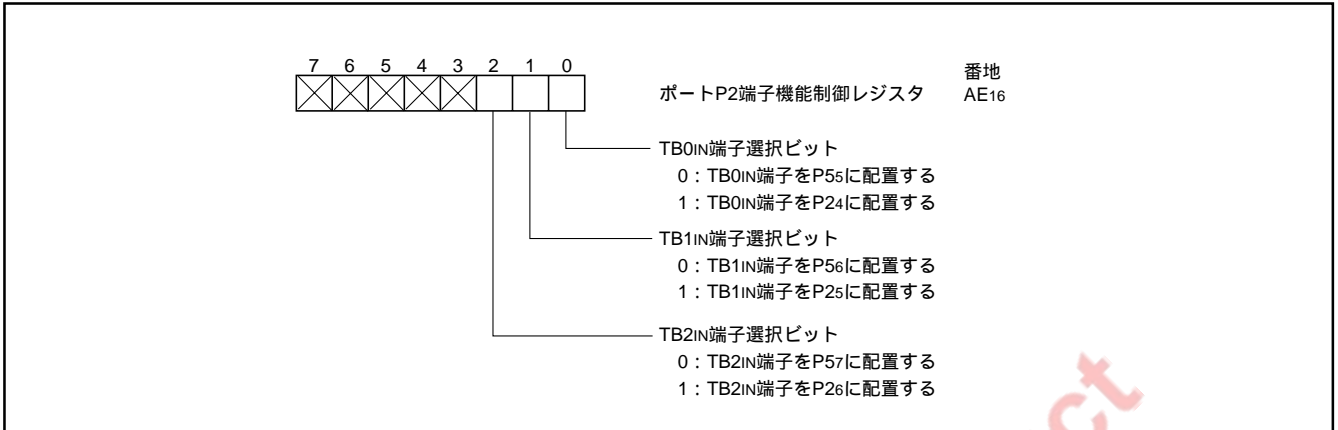 7 6 5 4 3 2 1 0
番地
ポートP2端子機能制御レジスタ AE16
TB0IN端子選択ビット
0：TB0IN端子をP55に配置する
1：TB0IN端子をP24に配置する
TB1IN端子選択ビット
0：TB1IN端子をP56に配置する
1：TB1IN端子をP25に配置する
TB2IN端子選択ビット
0：TB2IN端子をP57に配置する
1：TB2IN端子をP26に配置する
ct